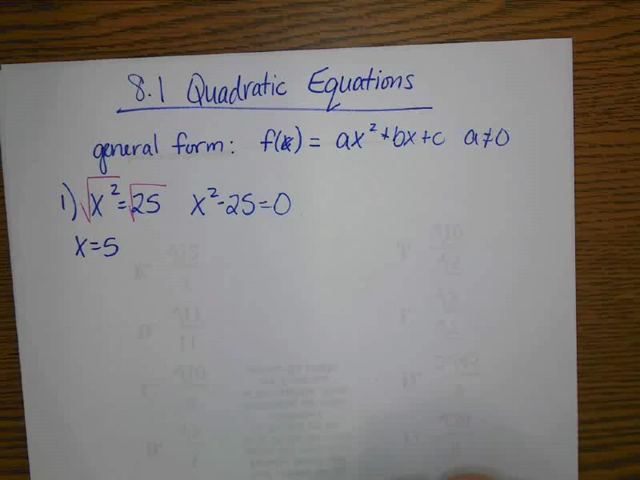 8.1 Quadratic Equations
general form: f(x) = ax²+bx+c a≠0
1) √x² = √25 x²-25=0
x=5